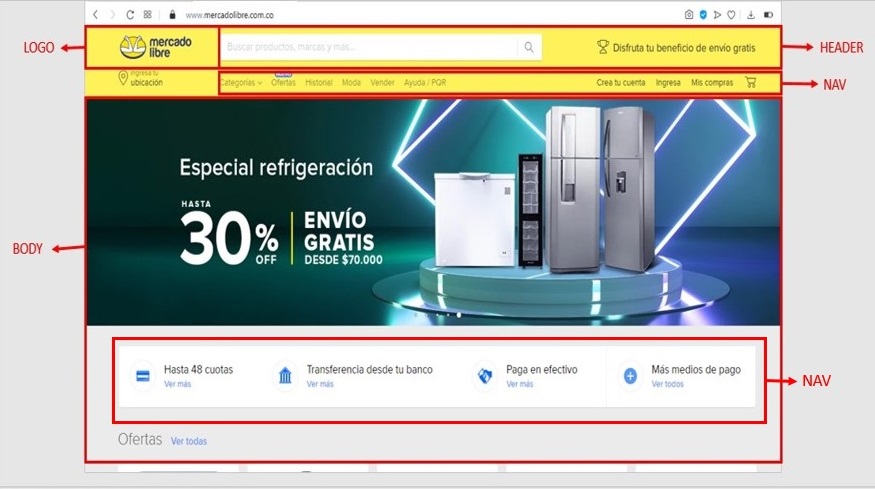 www.mercadolibre.com.co
LOGO
mercado
libre
Buscar productos, marcas y más...
Disfruta tu beneficio de envío gratis
HEADER
Ingresa tu
ubicación
Categorías
Ofertas
Historial
Moda
Vender
Ayuda / PQR
Crea tu cuenta
Ingresa
Mis compras
NAV
Especial refrigeración
HASTA
30% OFF
ENVÍO
GRATIS
DESDE $70.000
BODY
Hasta 48 cuotas
Ver más
Transferencia desde tu banco
Ver más
Paga en efectivo
Ver más
Más medios de pago
Ver todos
NAV
Ofertas
Ver todas